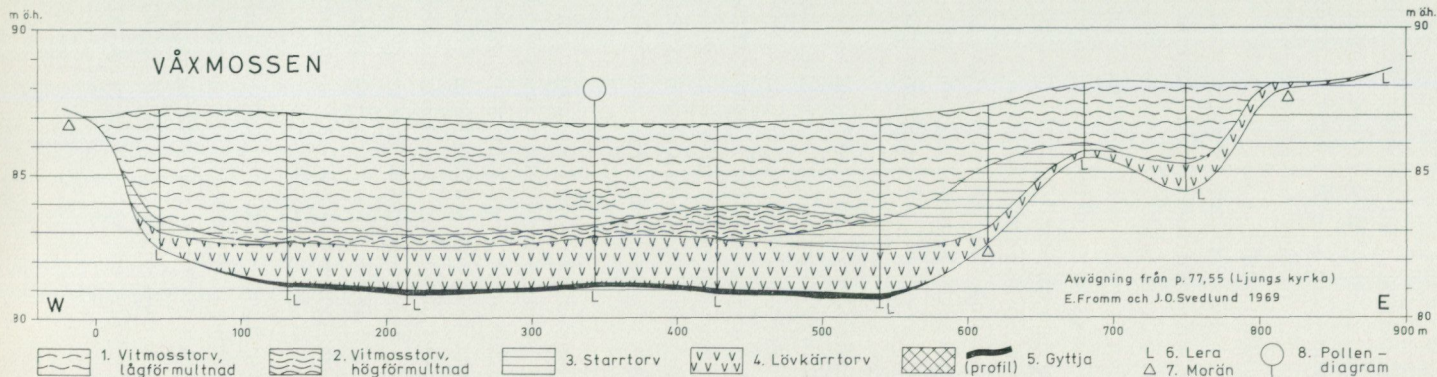 m ö.h.
m ö.h.
90
90
VÅXMOSSEN
85
85
L
L
L
L
L
L
L
L
L
L
Avvägning från p.77,55 (Ljungs kyrka)
E.Fromm och J.O.Svedlund 1969
W
E
80
80
0 100 200 300 400 500 600 700 800 900 m
1. Vitmosstorv, lågförmultnad
2. Vitmosstorv, högförmultnad
3. Starrtorv
4. Lövkärrtorv
(profil) 5. Gyttja
L 6. Lera
7. Morän
8. Pollen-
diagram